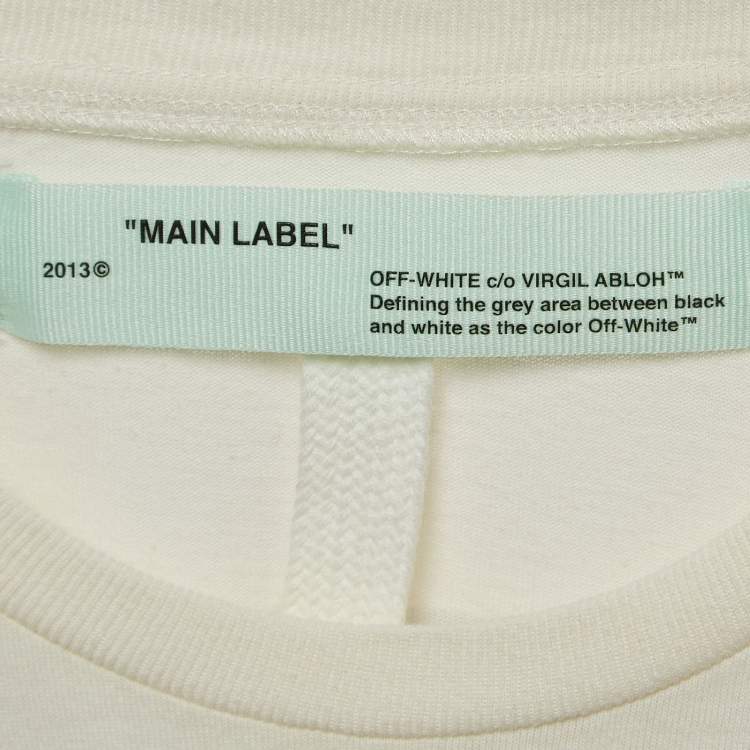 "MAIN LABEL"
2013©
OFF-WHITE c/o VIRGIL ABLOH™
Defining the grey area between black
and white as the color Off-White™